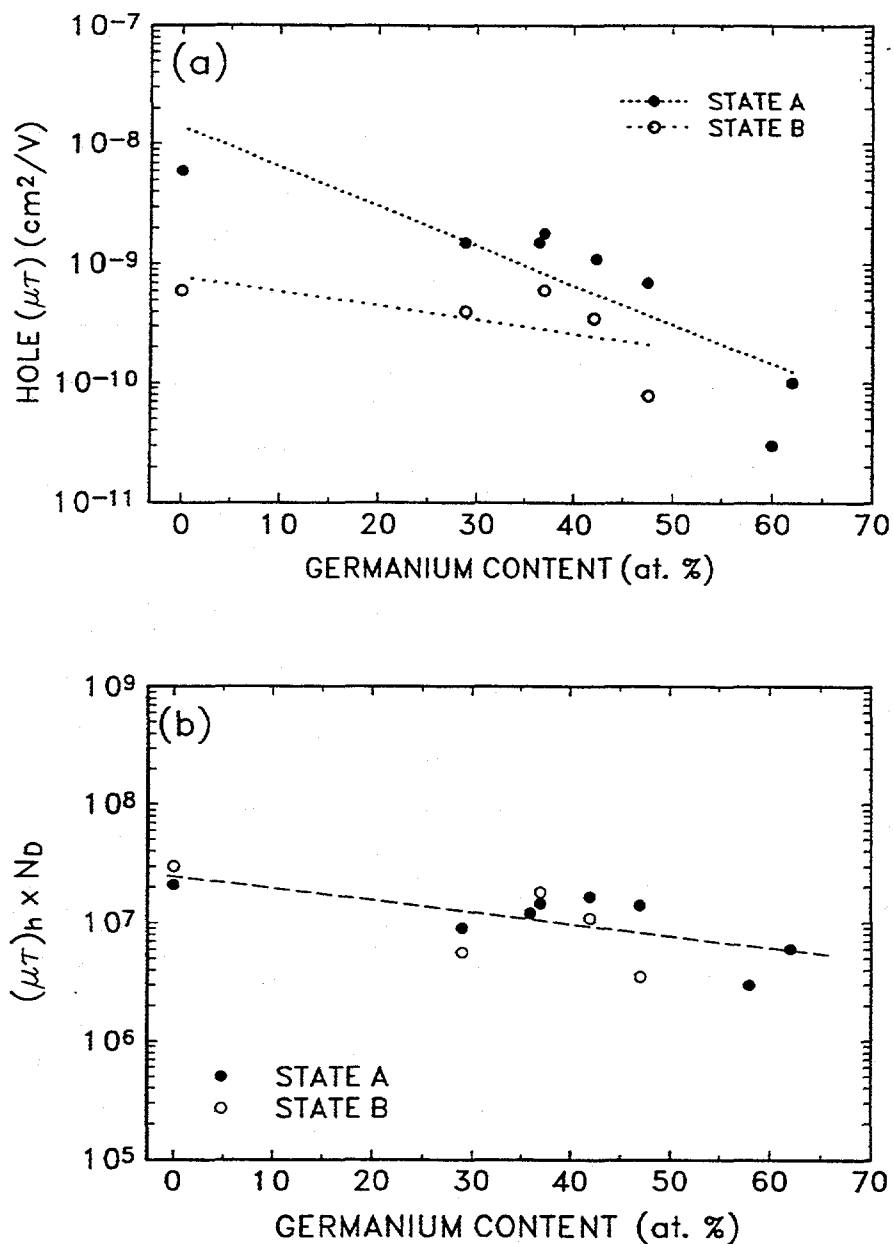 10⁻⁷
(a)
STATE A
STATE B
10⁻⁸
10⁻⁹
10⁻¹⁰
10⁻¹¹
HOLE (μτ) (cm²/V)
0 10 20 30 40 50 60 70
GERMANIUM CONTENT (at. %)
10⁹
(b)
10⁸
10⁷
10⁶
10⁵
(μτ)h x ND
STATE A
STATE B
0 10 20 30 40 50 60 70
GERMANIUM CONTENT (at. %)